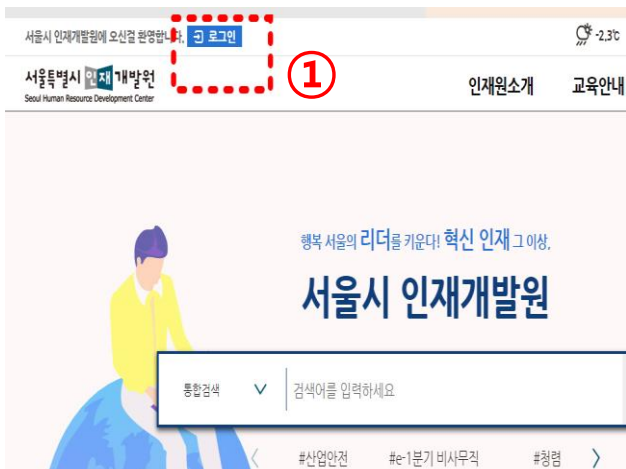 서울시 인재개발원에 오신걸 환영합니다. 로그인
-2.3℃
①
서울특별시 인재개발원
Seoul Human Resource Development Center
인재원소개 교육안내
행복 서울의 리더를 키운다! 혁신 인재 그 이상,
서울시 인재개발원
통합검색 검색어를 입력하세요
#산업안전 #e-1분기 비사무직 #청렴